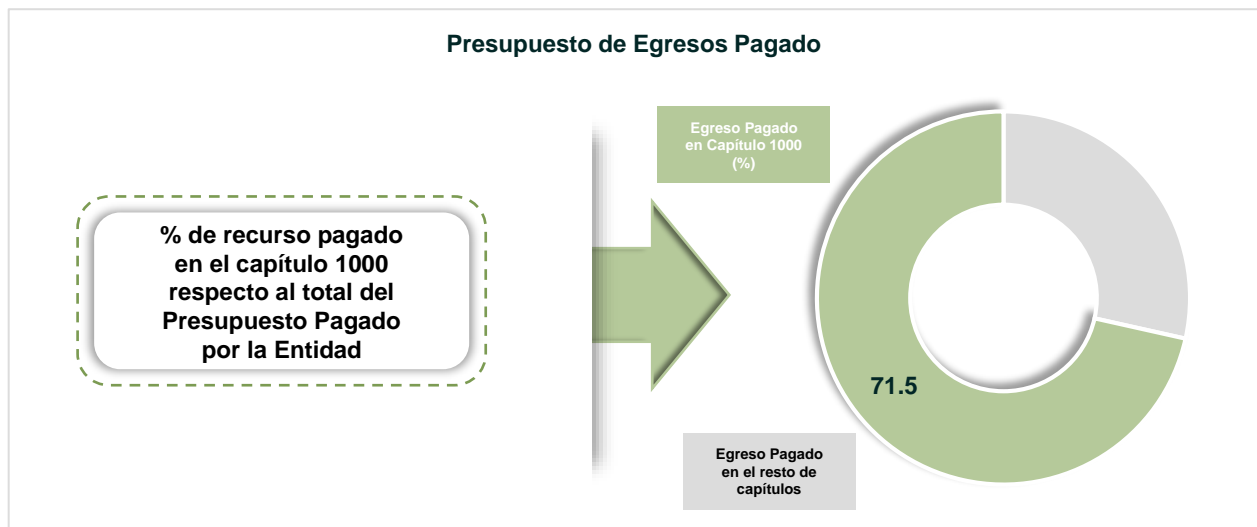 Presupuesto de Egresos Pagado
Egreso Pagado
en Capítulo 1000
(%)
% de recurso pagado
en el capítulo 1000
respecto al total del
Presupuesto Pagado
por la Entidad
71.5
Egreso Pagado
en el resto de
capítulos